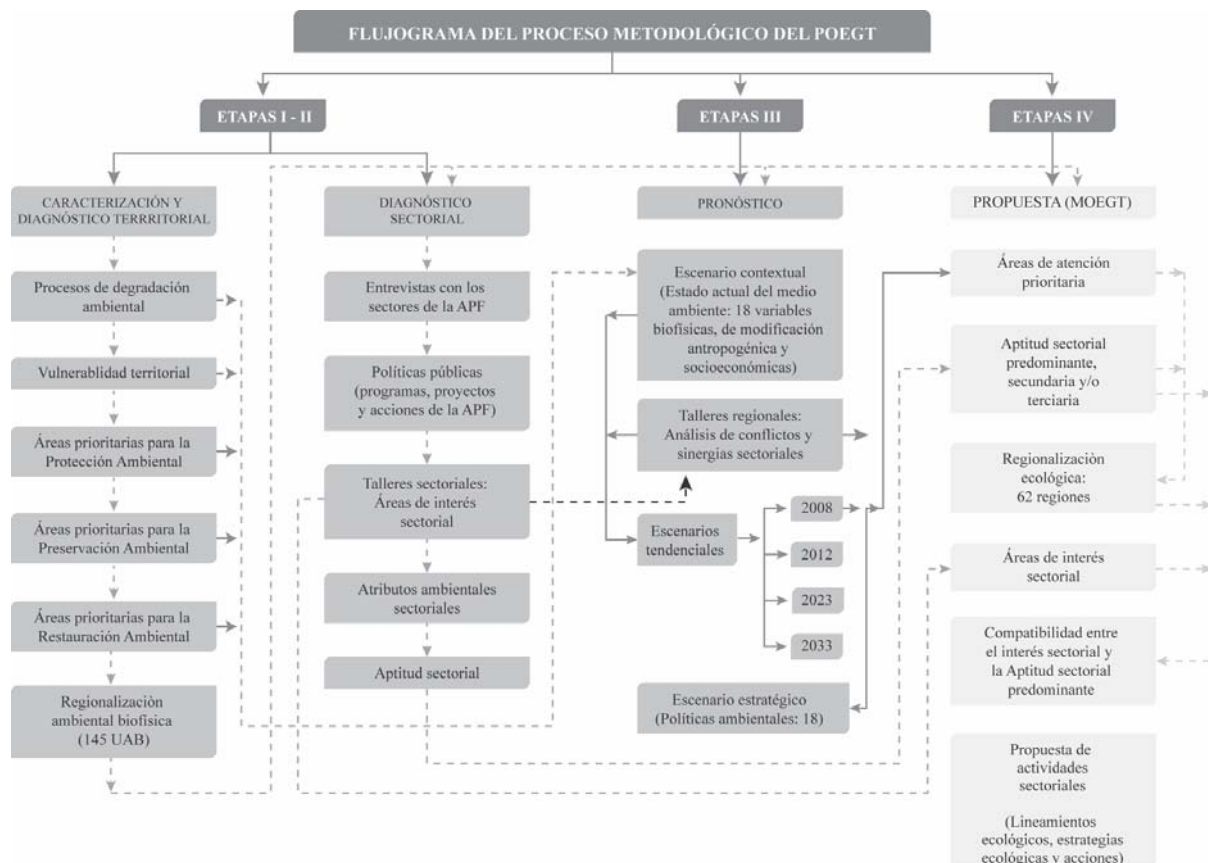 FLUJOGRAMA DEL PROCESO METODOLÓGICO DEL POEGT
ETAPAS I - II
ETAPAS III
ETAPAS IV
CARACTERIZACIÓN Y
DIAGNÓSTICO TERRRITORIAL
Procesos de degradación
ambiental
Vulnerablidad territorial
Áreas prioritarias para la
Protección Ambiental
Áreas prioritarias para la
Preservación Ambiental
Áreas prioritarias para la
Restauración Ambiental
Regionalizaciòn
ambiental biofísica
(145 UAB)
DIAGNÓSTICO
SECTORIAL
Entrevistas con los
sectores de la APF
Políticas públicas
(programas, proyectos
y acciones de la APF)
Talleres sectoriales:
Áreas de interés
sectorial
Atributos ambientales
sectoriales
Aptitud sectorial
PRONÓSTICO
Escenario contextual
(Estado actual del medio
ambiente: 18 variables
biofísicas, de modificación
antropogénica y
socioeconómicas)
Talleres regionales:
Análisis de conflictos y
sinergias sectoriales
Escenarios
tendenciales
2008
2012
2023
2033
Escenario estratégico
(Políticas ambientales: 18)
PROPUESTA (MOEGT)
Áreas de atención
prioritaria
Aptitud sectorial
predominante,
secundaria y/o
terciaria
Regionalizaciòn
ecológica:
62 regiones
Áreas de interés
sectorial
Compatibilidad entre
el interés sectorial y
la Aptitud sectorial
predominante
Propuesta de
actividades
sectoriales
(Lineamientos
ecológicos, estrategias
ecológicas y acciones)